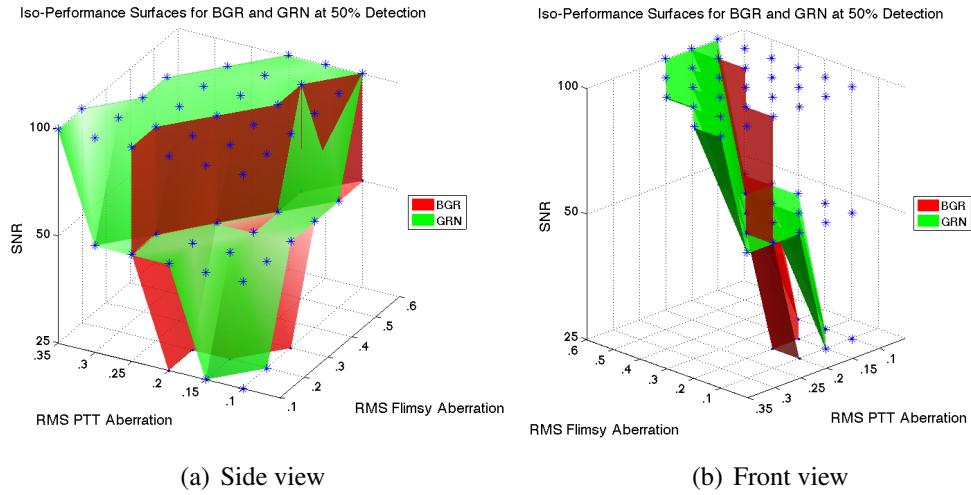 Iso-Performance Surfaces for BGR and GRN at 50% Detection
100
50
25
SNR
.35
.3
.25
.2
.15
.1
RMS PTT Aberration
.1
.2
.3
.4
.5
.6
RMS Flimsy Aberration
BGR
GRN
(a) Side view
Iso-Performance Surfaces for BGR and GRN at 50% Detection
100
50
25
SNR
.6
.5
.4
.3
.2
.1
RMS Flimsy Aberration
.35
.3
.25
.2
.15
.1
RMS PTT Aberration
BGR
GRN
(b) Front view